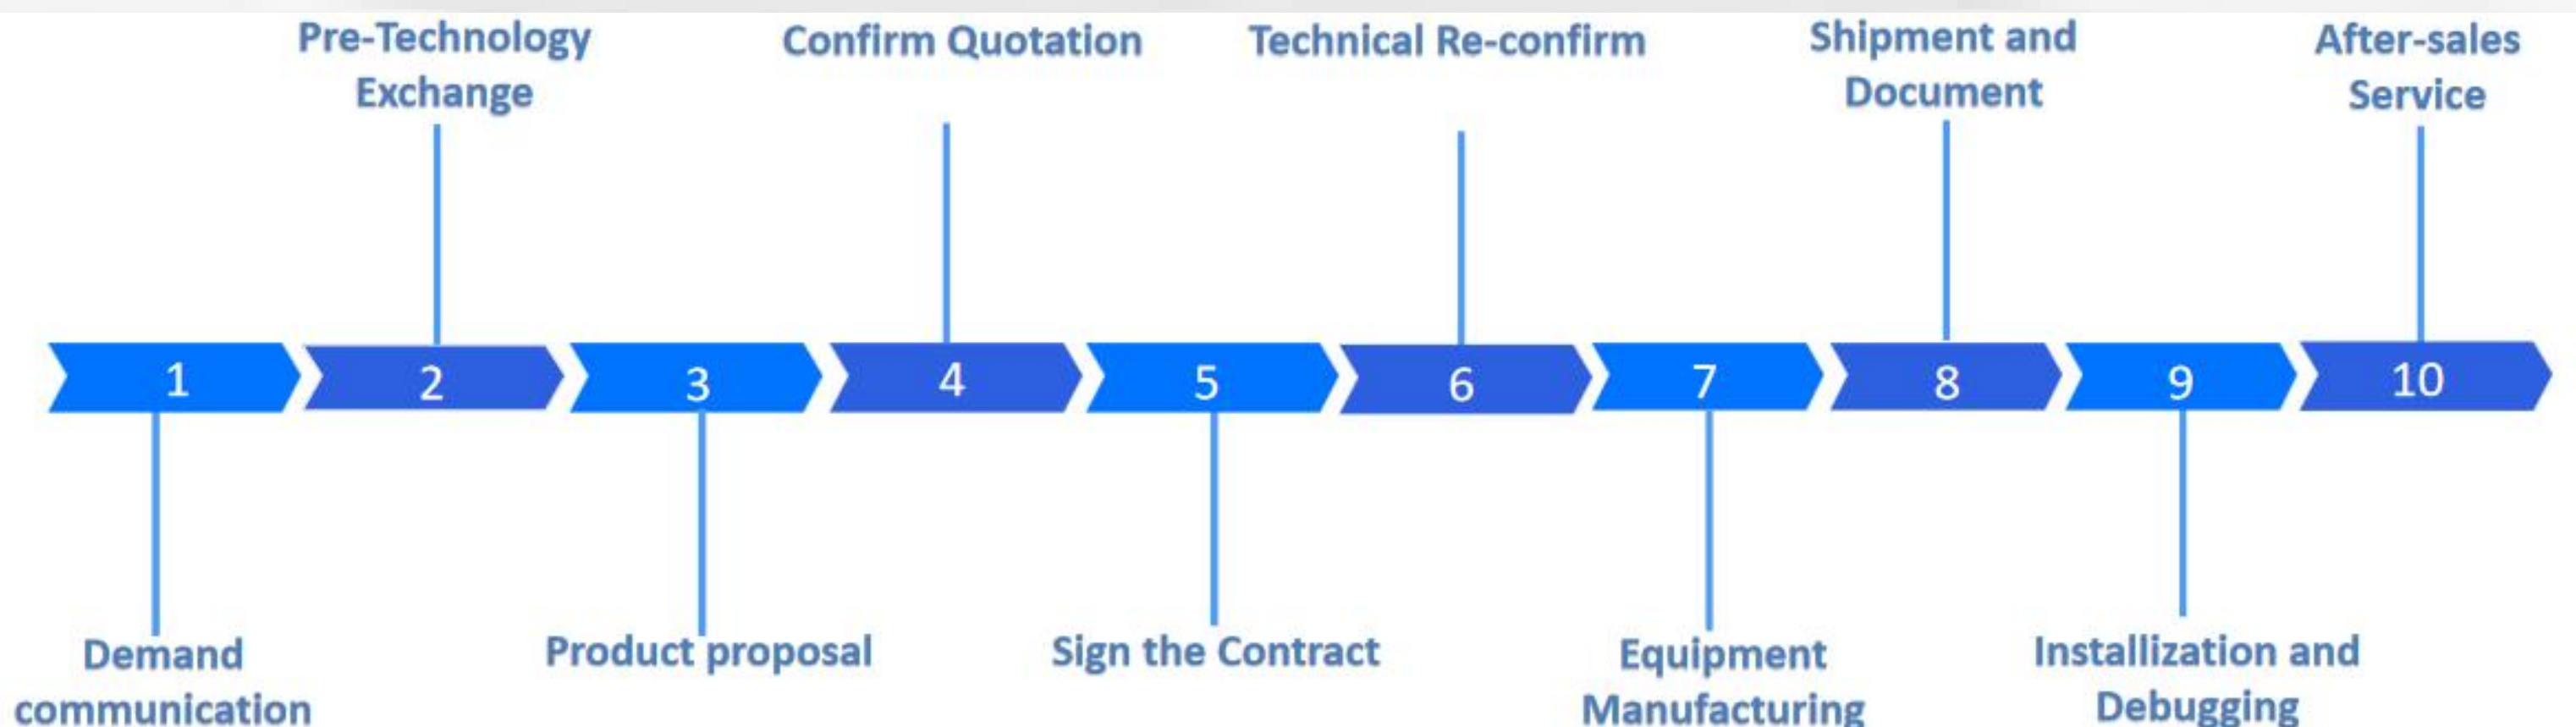 Pre-Technology
Exchange
Confirm Quotation
Technical Re-confirm
Shipment and
Document
After-sales
Service
1
2
3
4
5
6
7
8
9
10
Demand
communication
Product proposal
Sign the Contract
Equipment
Manufacturing
Installization and
Debugging